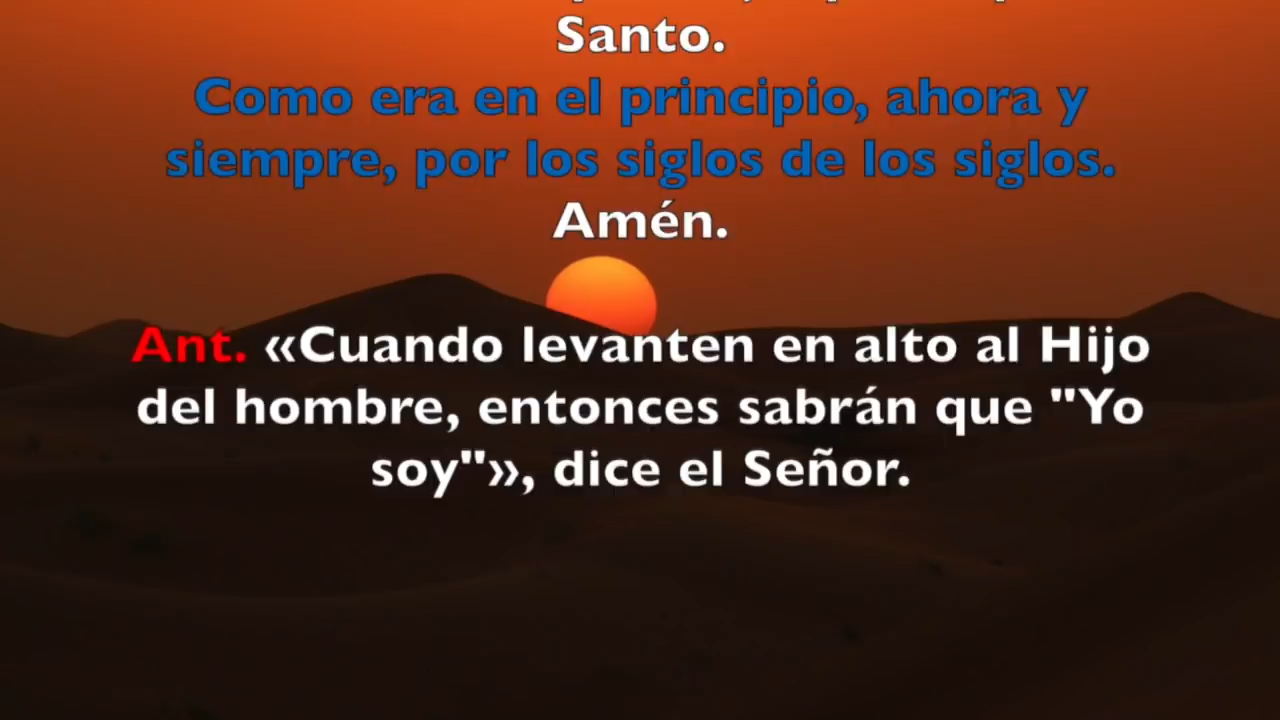 Santo.
Como era en el principio, ahora y
siempre, por los siglos de los siglos.
Amén.
Ant. «Cuando levanten en alto al Hijo
del hombre, entonces sabrán que "Yo
soy"», dice el Señor.